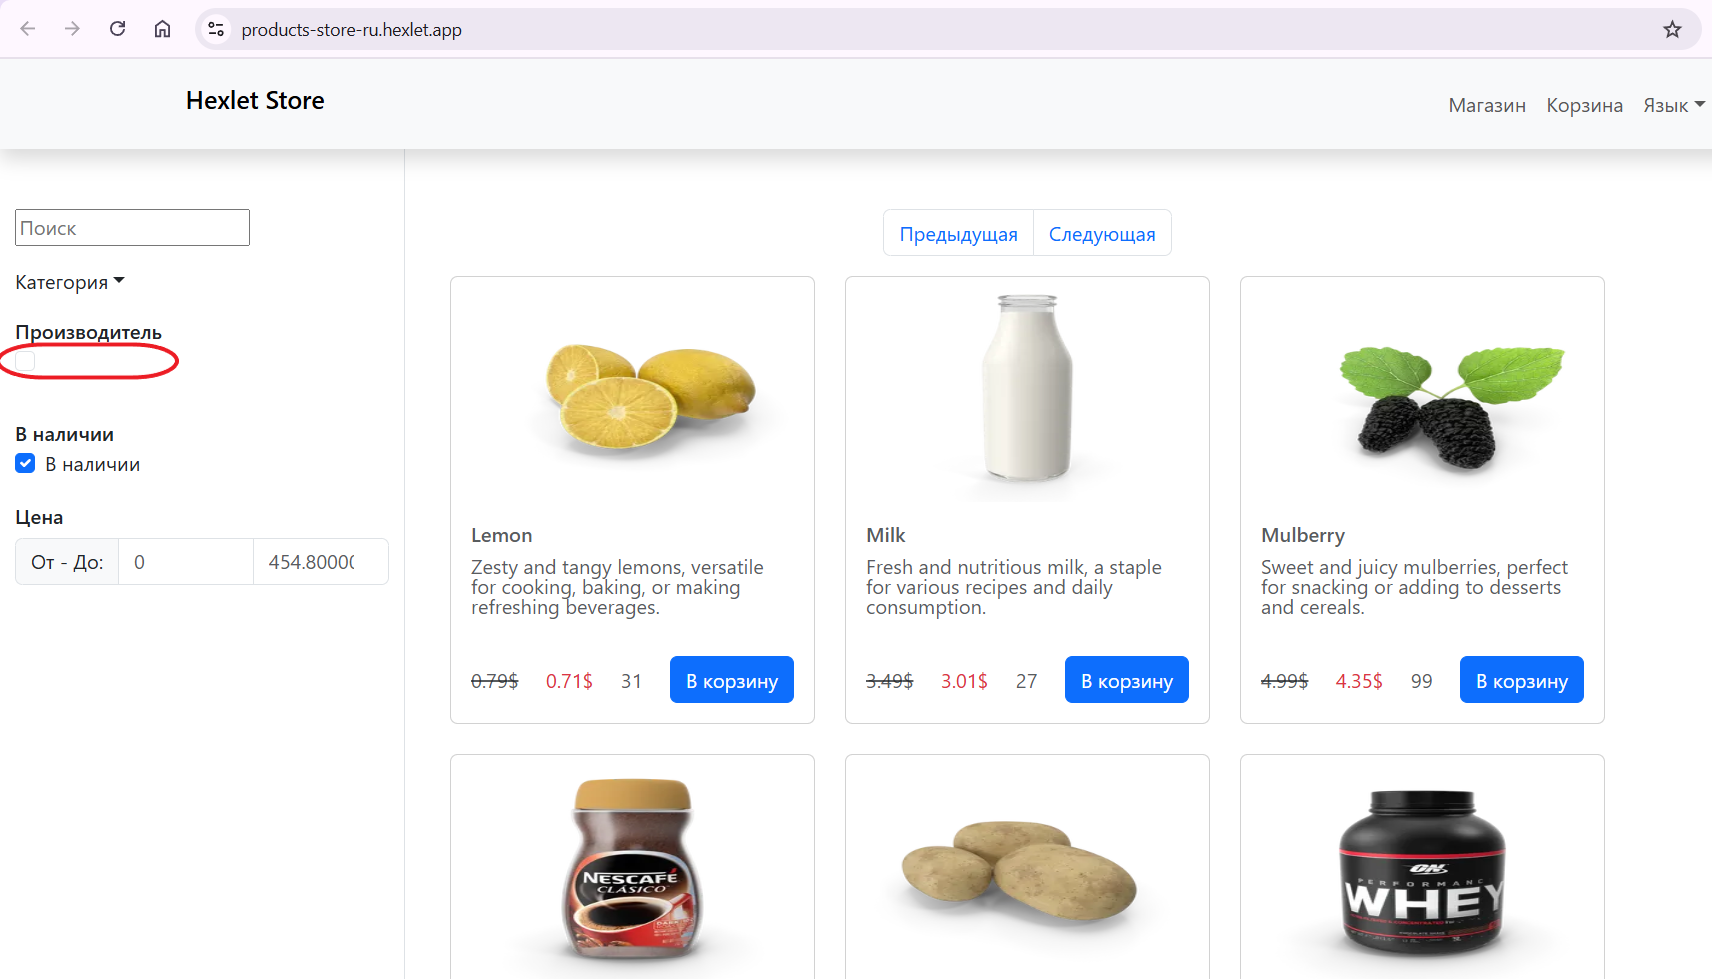 products-store-ru.hexlet.app
Hexlet Store
Магазин
Корзина
Язык
Поиск
Категория
Производитель
В наличии
В наличии
Цена
От - До:
0
454.8000
Предыдущая
Следующая
Lemon
Zesty and tangy lemons, versatile
for cooking, baking, or making
refreshing beverages.
0.79$ 0.71$ 31 В корзину
Milk
Fresh and nutritious milk, a staple
for various recipes and daily
consumption.
3.49$ 3.01$ 27 В корзину
Mulberry
Sweet and juicy mulberries, perfect
for snacking or adding to desserts
and cereals.
4.99$ 4.35$ 99 В корзину
NESCAFÉ
CLÁSICO
ON
PERFORMANC
WHEY